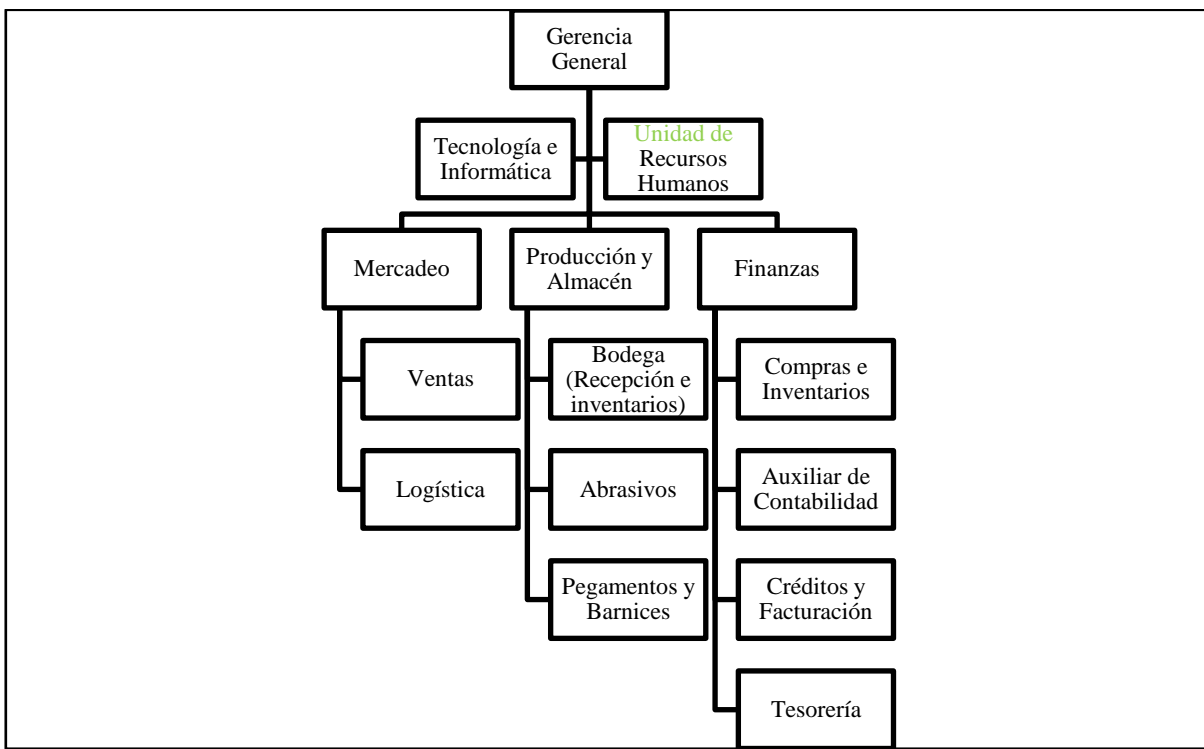 Gerencia
General
Tecnología e
Informática
Unidad de
Recursos
Humanos
Mercadeo
Producción y
Almacén
Finanzas
Ventas
Logística
Bodega
(Recepción e
inventarios)
Abrasivos
Pegamentos y
Barnices
Compras e
Inventarios
Auxiliar de
Contabilidad
Créditos y
Facturación
Tesorería